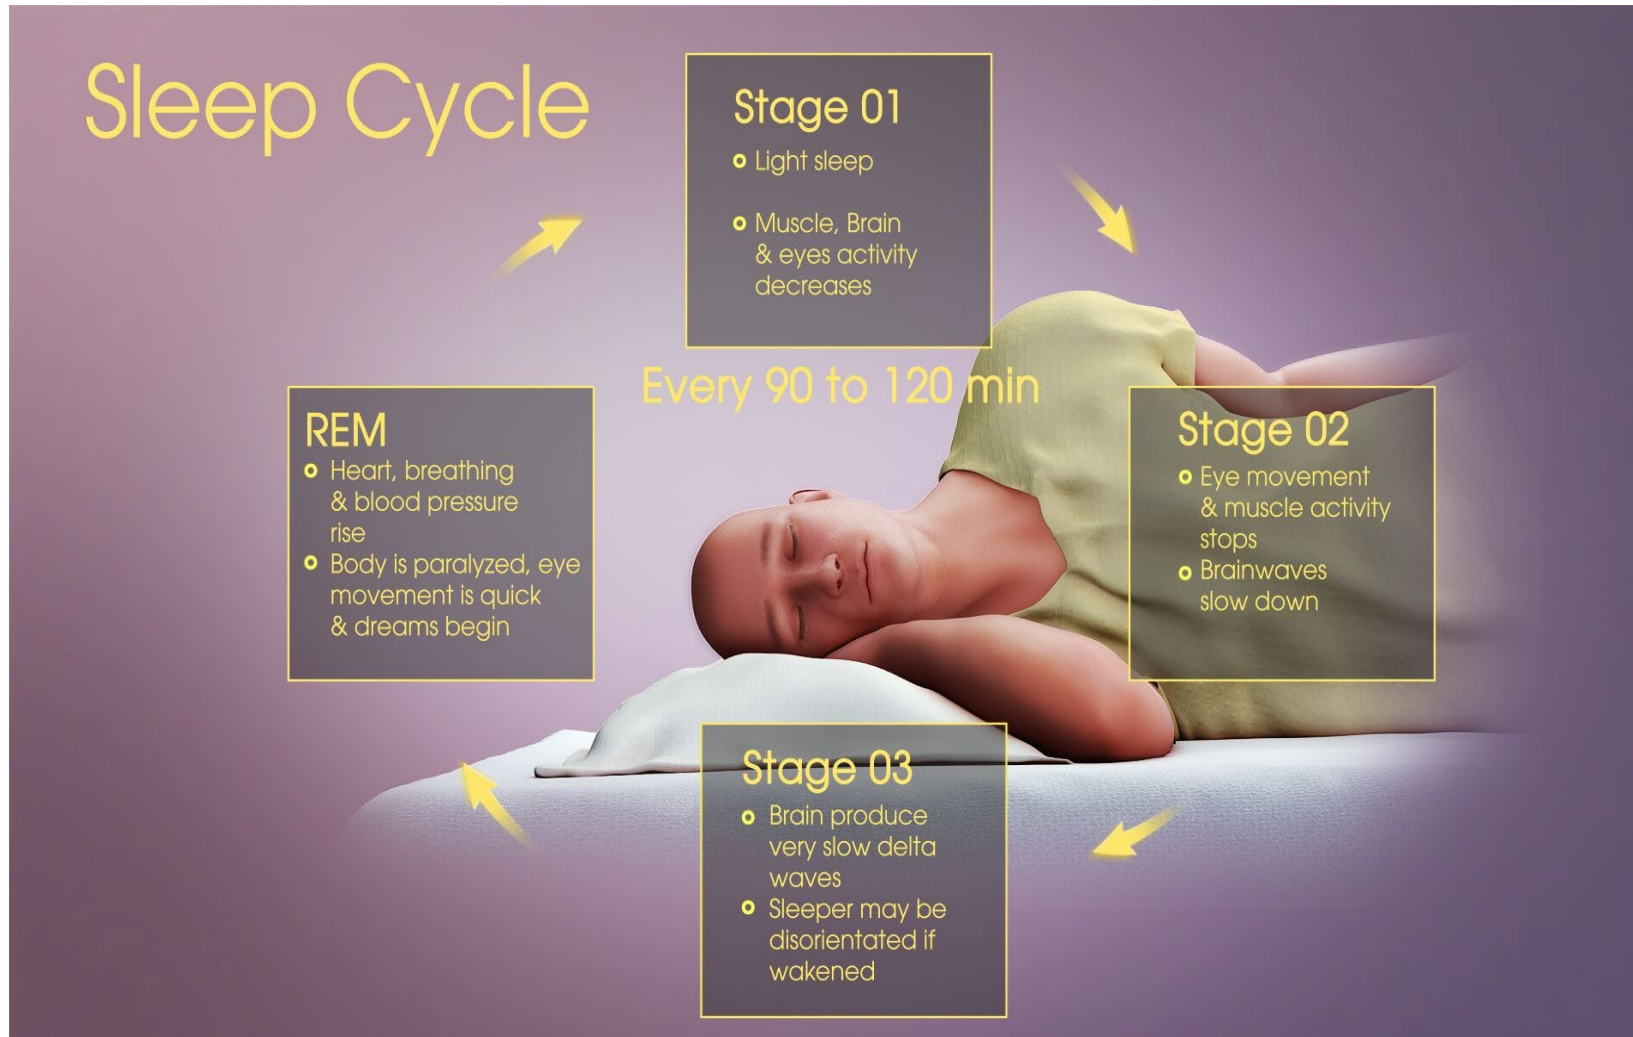 Sleep Cycle
Stage 01
Light sleep
Muscle, Brain
& eyes activity
decreases
Every 90 to 120 min
Stage 02
Eye movement
& muscle activity
stops
Brainwaves
slow down
Stage 03
Brain produce
very slow delta
waves
Sleeper may be
disorientated if
wakened
REM
Heart, breathing
& blood pressure
rise
Body is paralyzed, eye
movement is quick
& dreams begin